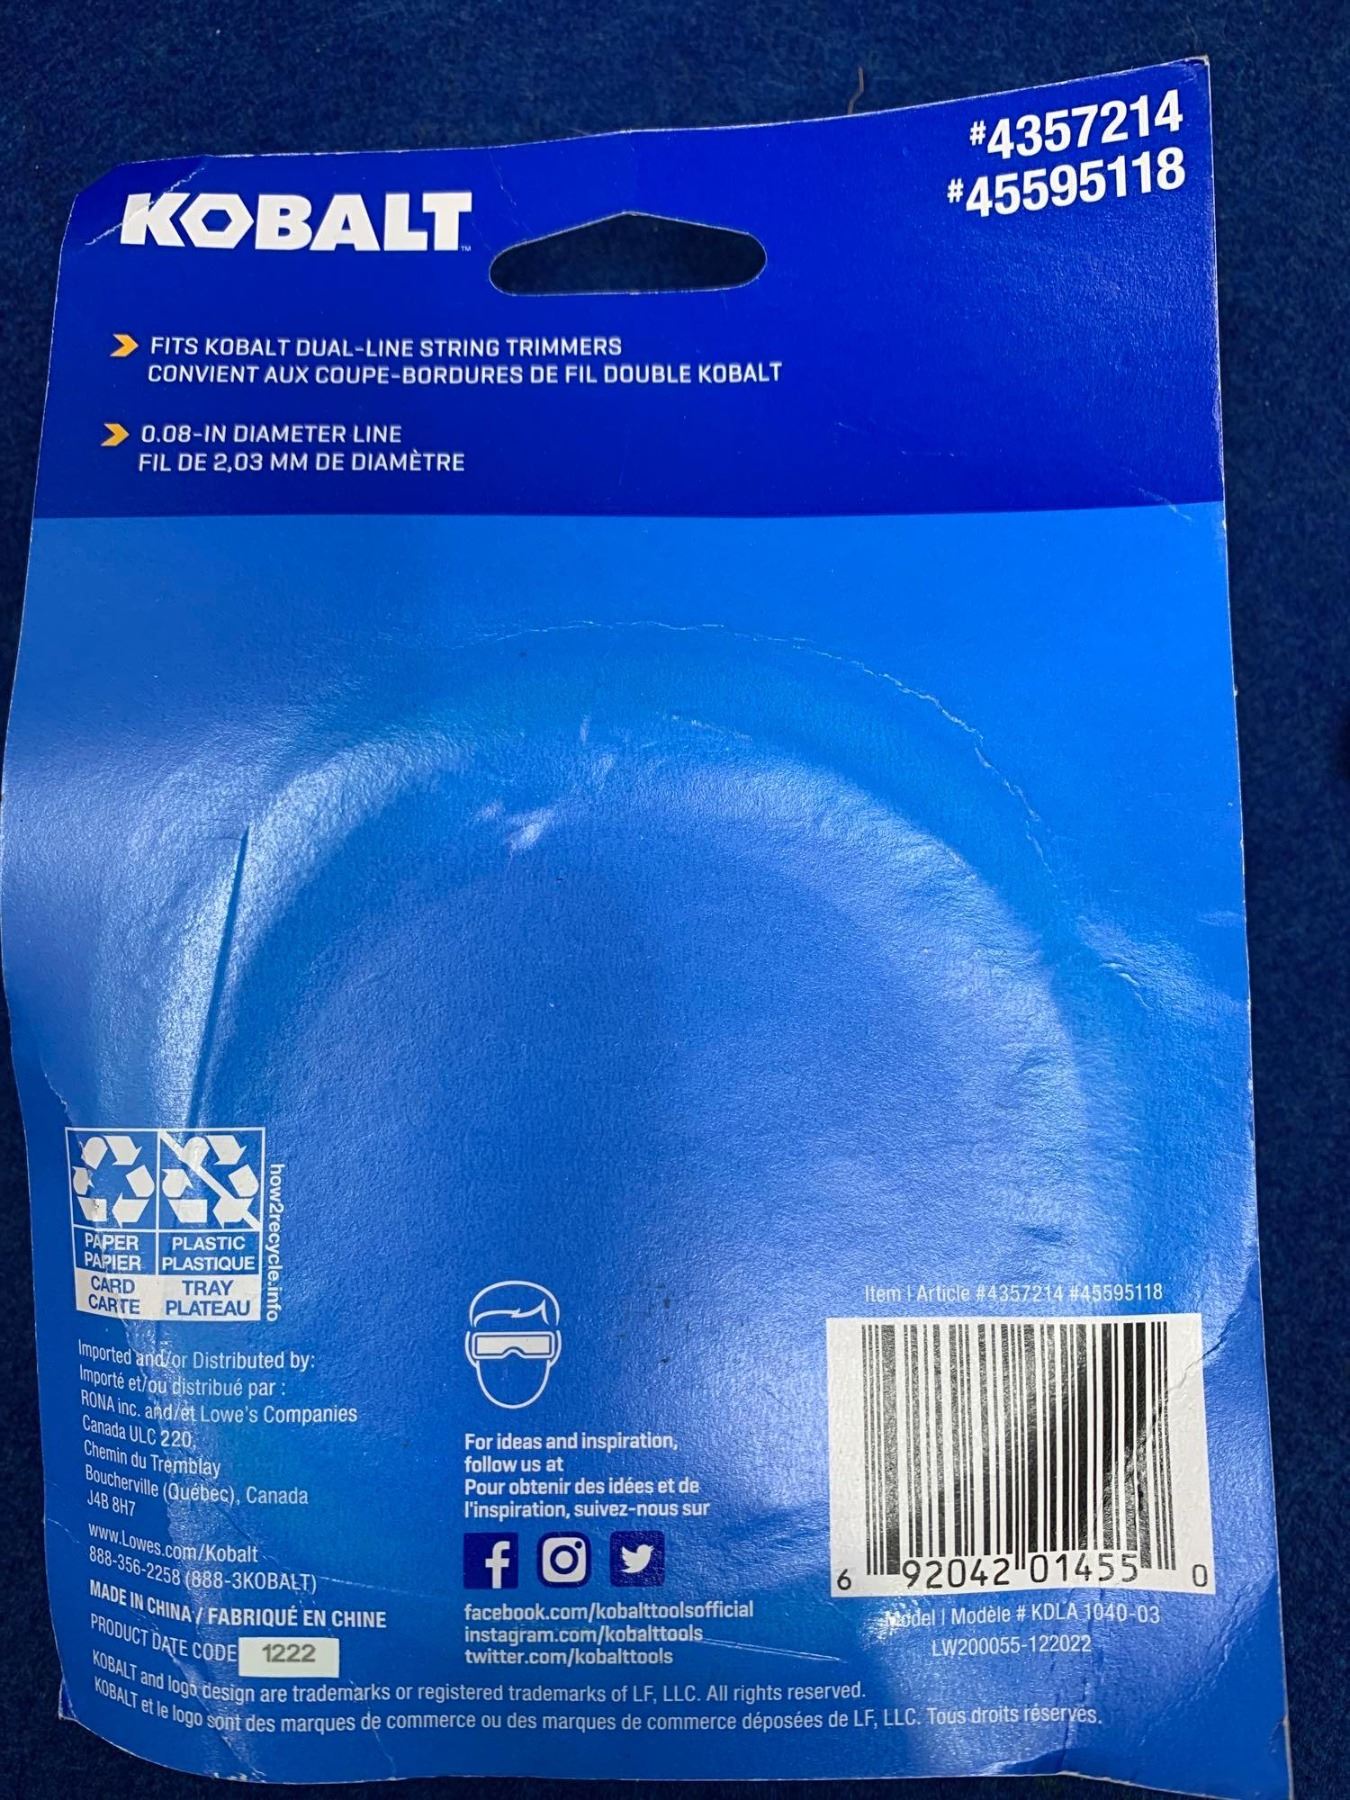 #4357214
#45595118
KOBALT™
FITS KOBALT DUAL-LINE STRING TRIMMERS
CONVIENT AUX COUPE-BORDURES DE FIL DOUBLE KOBALT
0.08-IN DIAMETER LINE
FIL DE 2,03 MM DE DIAMÈTRE
PAPER
PAPIER
CARD
CARTE
PLASTIC
PLASTIQUE
TRAY
PLATEAU
how2recycle.info
Imported and/or Distributed by:
Importé et/ou distribué par :
RONA inc. and/et Lowe's Companies
Canada ULC 220,
Chemin du Tremblay
Boucherville (Québec), Canada
J4B 8H7
www.Lowes.com/Kobalt
888-356-2258 (888-3KOBALT)
MADE IN CHINA / FABRIQUÉ EN CHINE
PRODUCT DATE CODE 1222
For ideas and inspiration,
follow us at
Pour obtenir des idées et de
l'inspiration, suivez-nous sur
facebook.com/kobalttoolsofficial
instagram.com/kobalttools
twitter.com/kobalttools
Item | Article #4357214 #45595118
6 92042 01455 0
Model | Modèle # KDLA 1040-03
LW200055-122022
KOBALT and logo design are trademarks or registered trademarks of LF, LLC. All rights reserved.
KOBALT et le logo sont des marques de commerce ou des marques de commerce déposées de LF, LLC. Tous droits réservés.